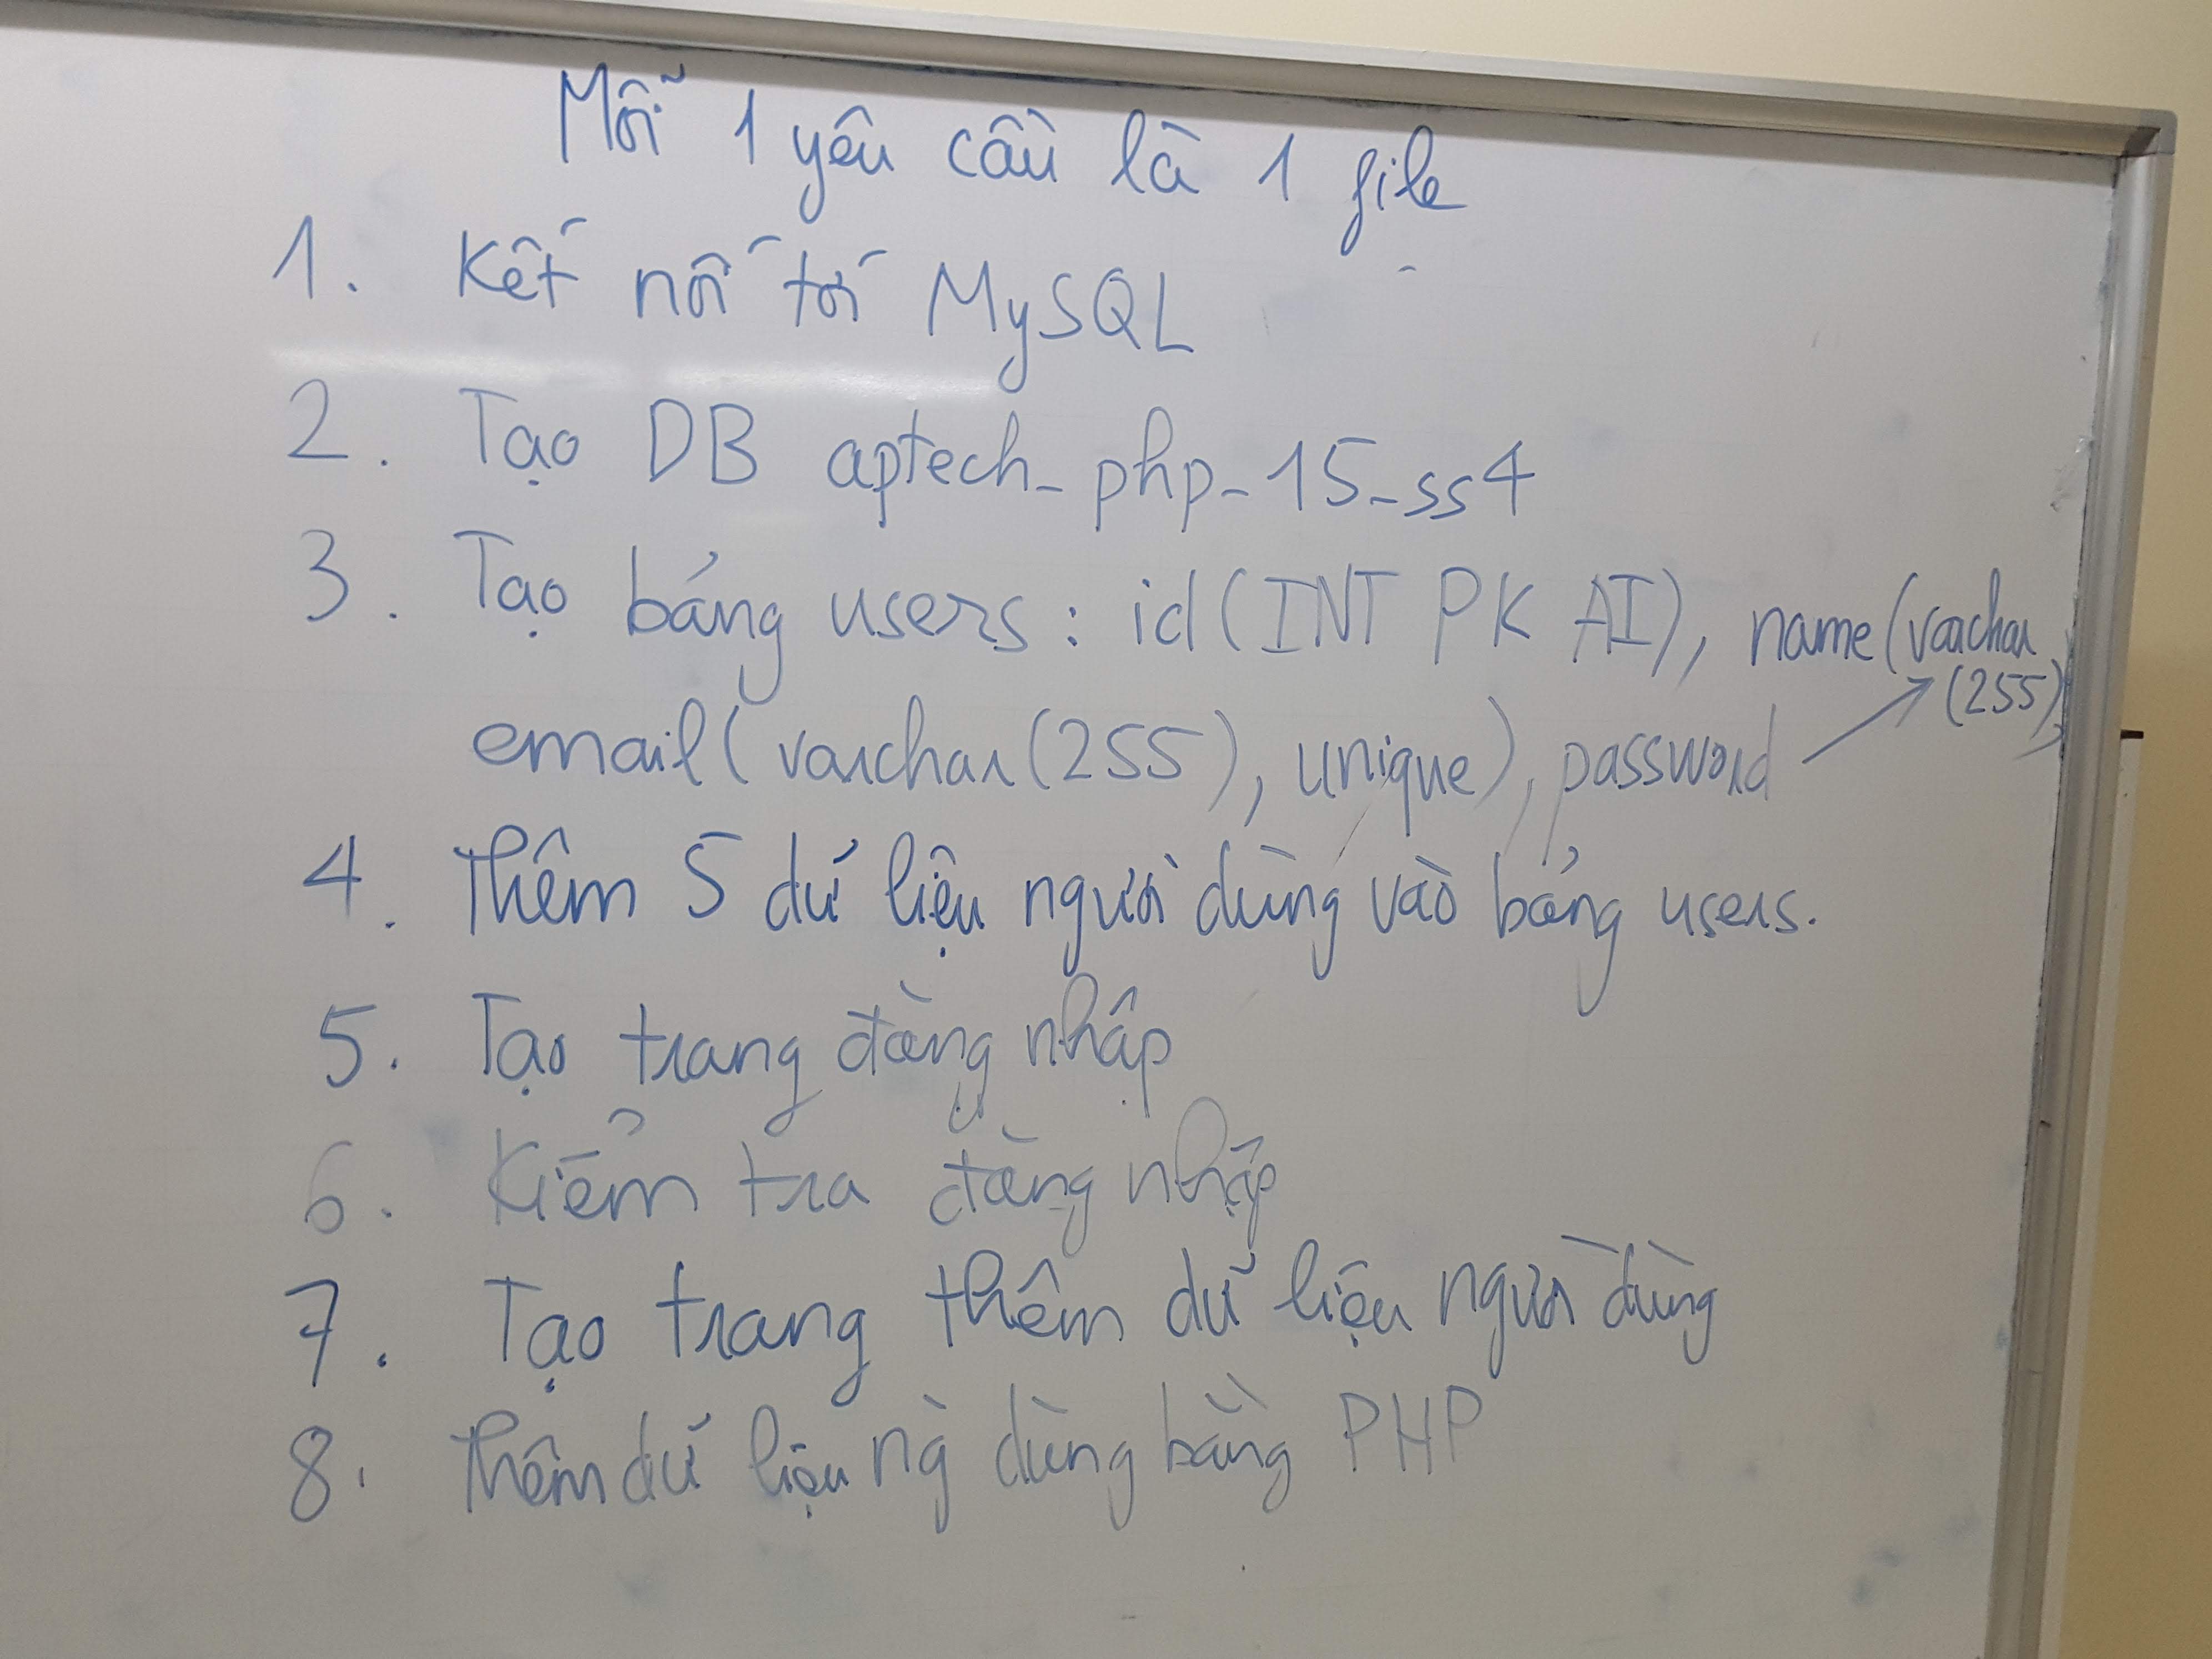 Mỗi 1 yêu cầu là 1 file
1. Kết nối tới MySQL
2. Tạo DB aptech_php_15_ss4
3. Tạo bảng users : id (INT PK AI), name (varchar
(255)
email (varchar (255), unique), password
4. Thêm 5 dữ liệu người dùng vào bảng users.
5. Tạo trang đăng nhập
6. Kiểm tra đăng nhập
7. Tạo trang thêm dữ liệu người dùng
8. Thêm dữ liệu ng` dùng bằng PHP